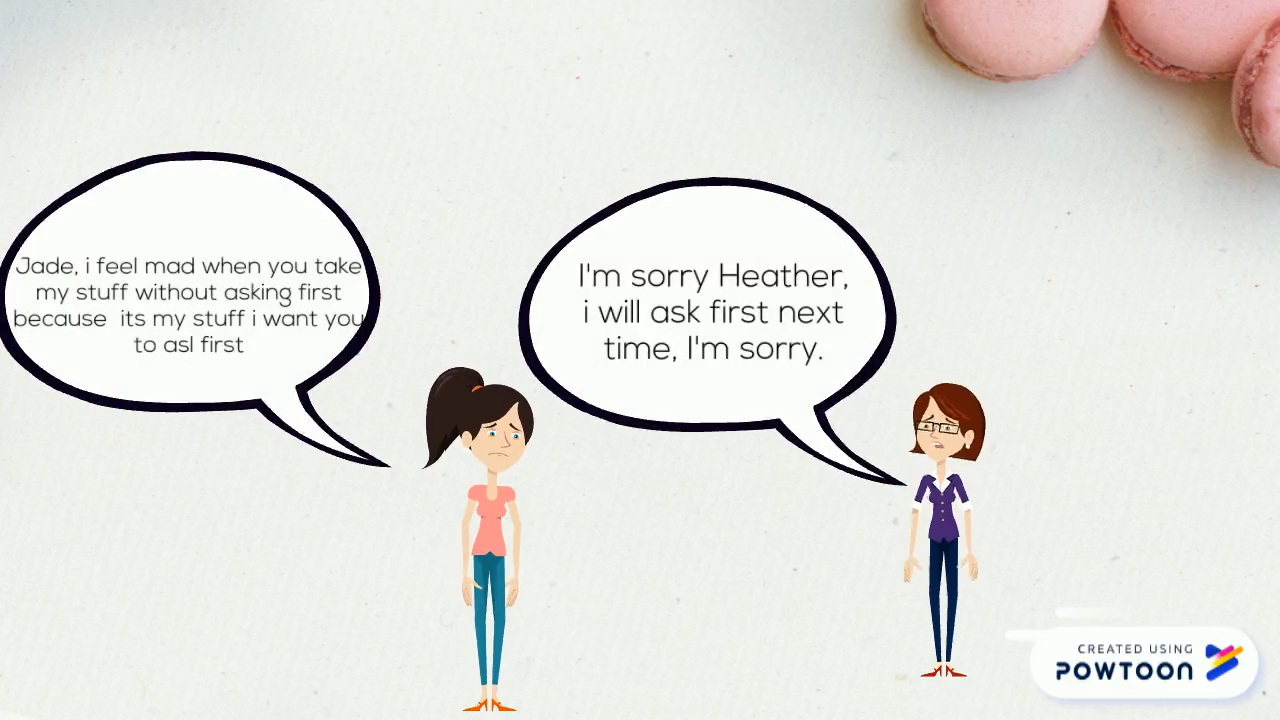 Jade, i feel mad when you take
my stuff without asking first
because  its my stuff i want you
to asl first
I'm sorry Heather,
i will ask first next
time, I'm sorry.
CREATED USING
POWTOON